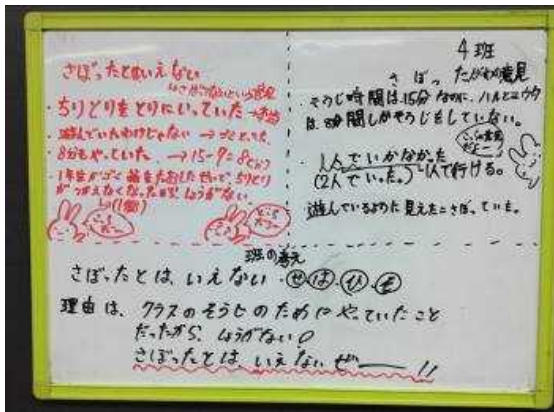 4班
さぼったとはいえない
ちりとりをとりにいっていた
遊んでいたわけじゃない →
8分もやっていた。→ 15-7=8だから
1年生がゴミ箱をたおしたせいで、ちりとり
がつかえなくなったから、しょうがない。
さぼったがわの意見
・そうじ時間は15分なのに、ハルとユウタ
は、8分間しかそうじをしていない。
・1人でいかなかった
(2人でいった。) 1人で行ける。
遊んでいるように見えた=さぼっていた。
班の考え
さぼったとは、いえない
理由は、クラスのそうじのためにやっていたこと
だったから、しょうがない。
さぼったとは、いえないぜー!!